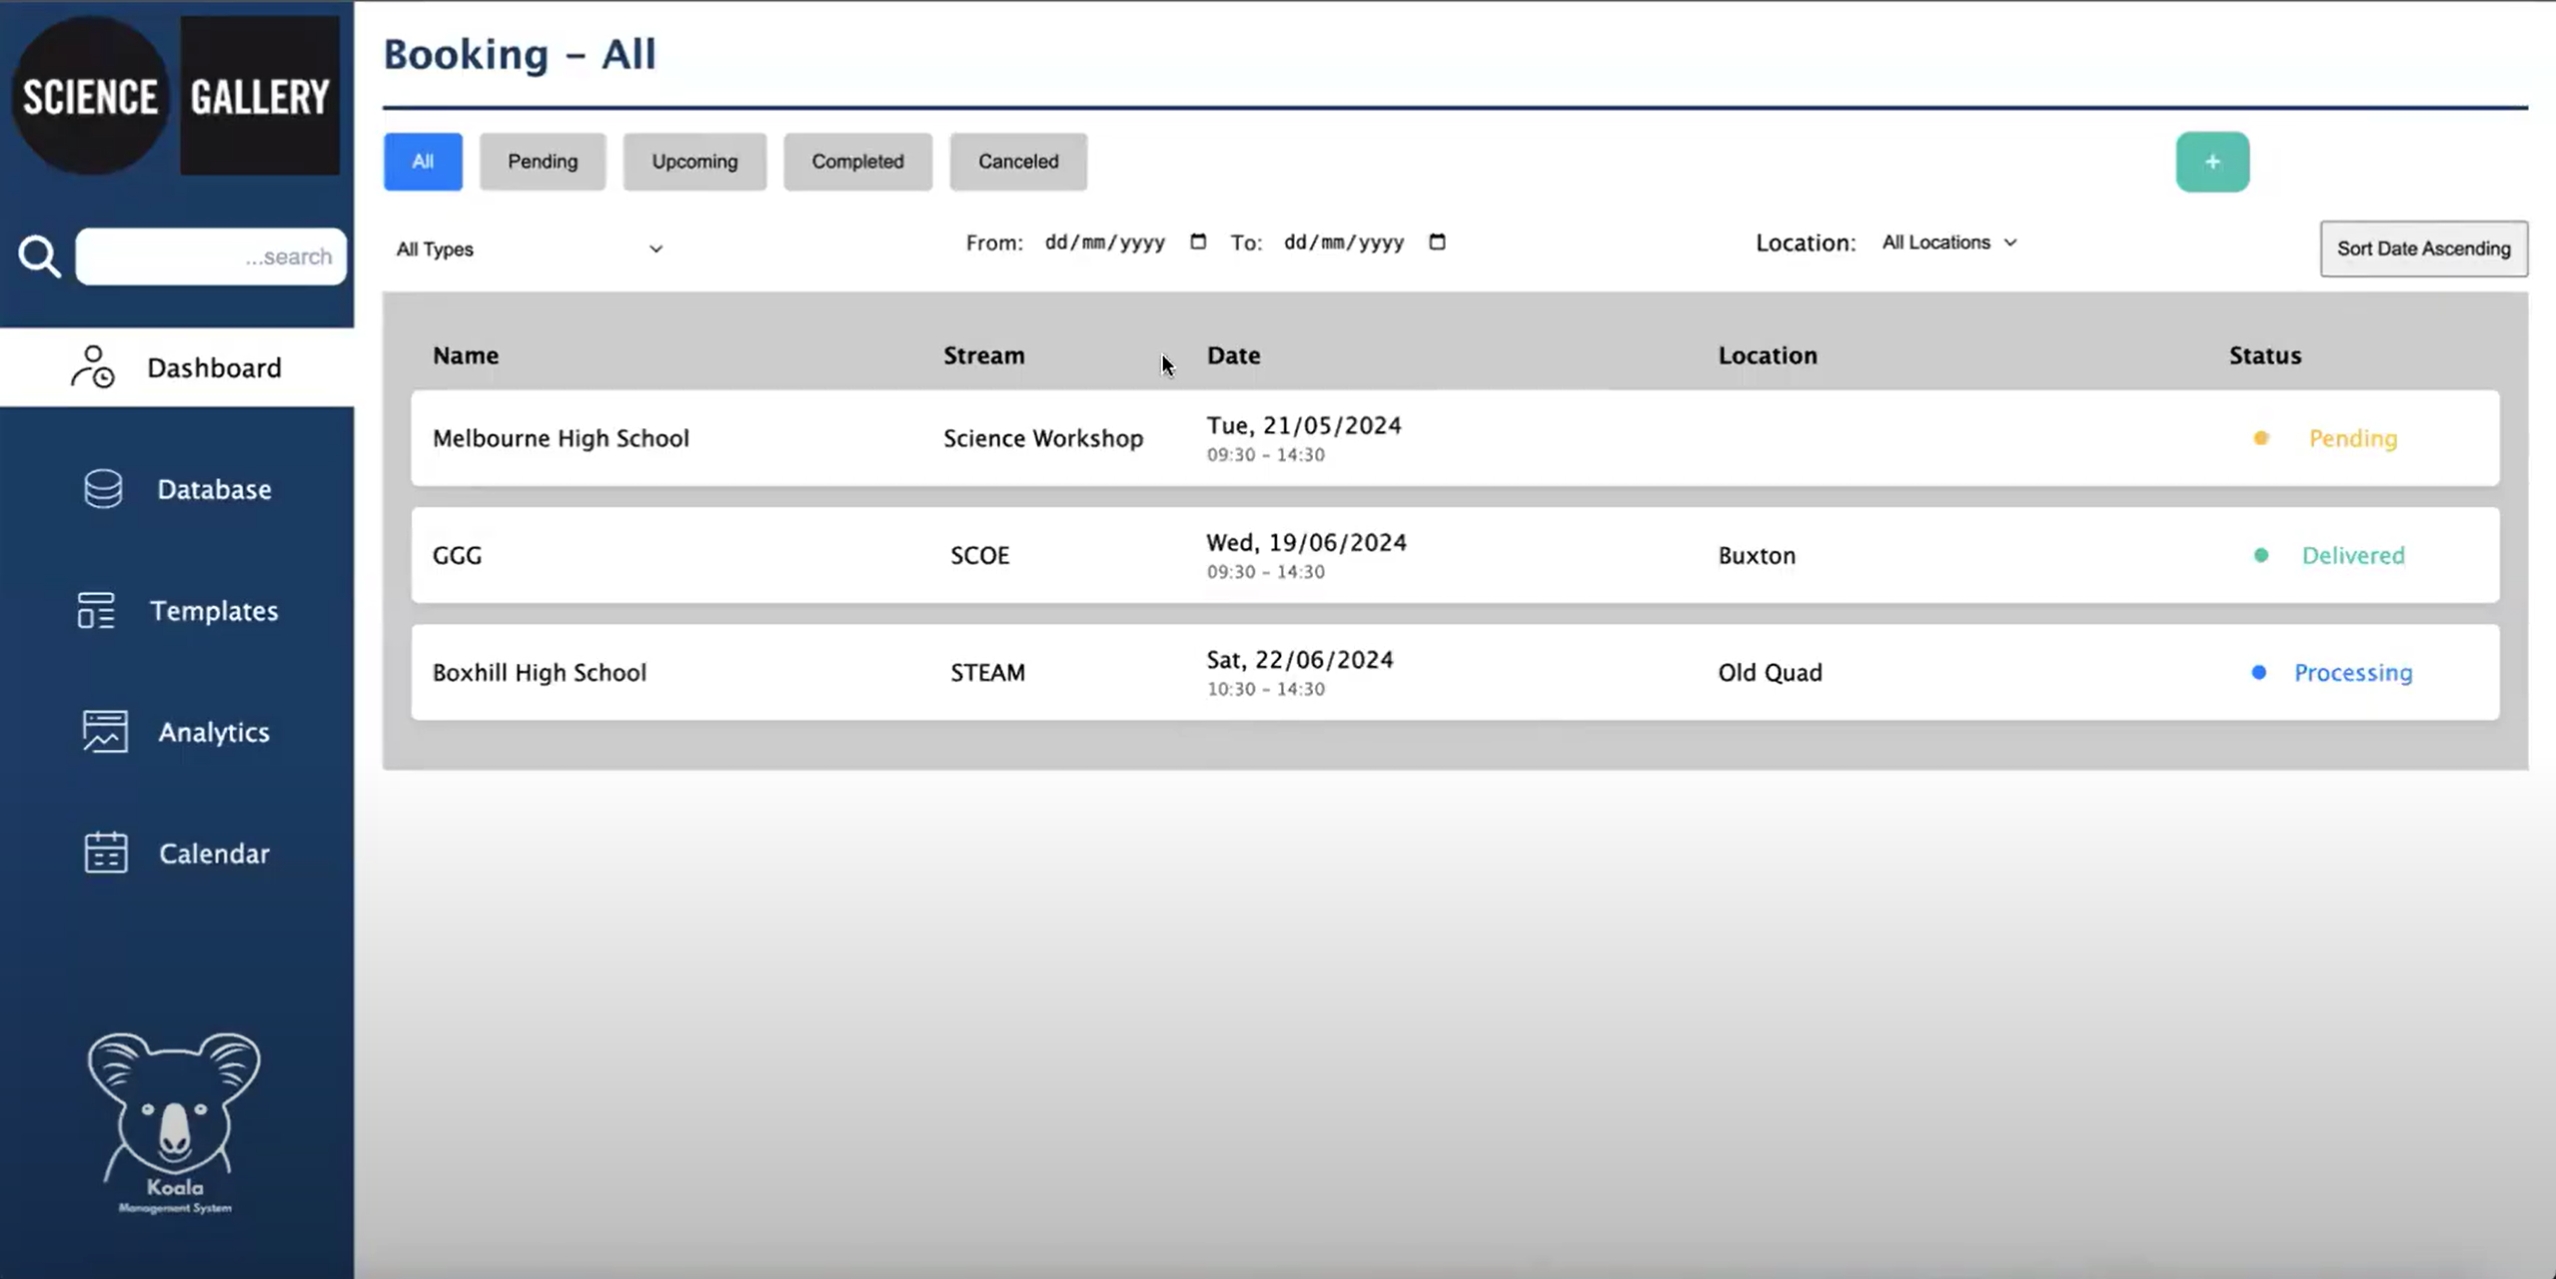 SCIENCE GALLERY
...search
Dashboard
Database
Templates
Analytics
Calendar
Koala
Management System
Booking – All
All Pending Upcoming Completed Canceled +
All Types From: dd/mm/yyyy To: dd/mm/yyyy Location: All Locations Sort Date Ascending
Name Stream Date Location Status
Melbourne High School Science Workshop Tue, 21/05/2024 Pending
09:30 – 14:30
GGG SCOE Wed, 19/06/2024 Buxton Delivered
09:30 – 14:30
Boxhill High School STEAM Sat, 22/06/2024 Old Quad Processing
10:30 – 14:30